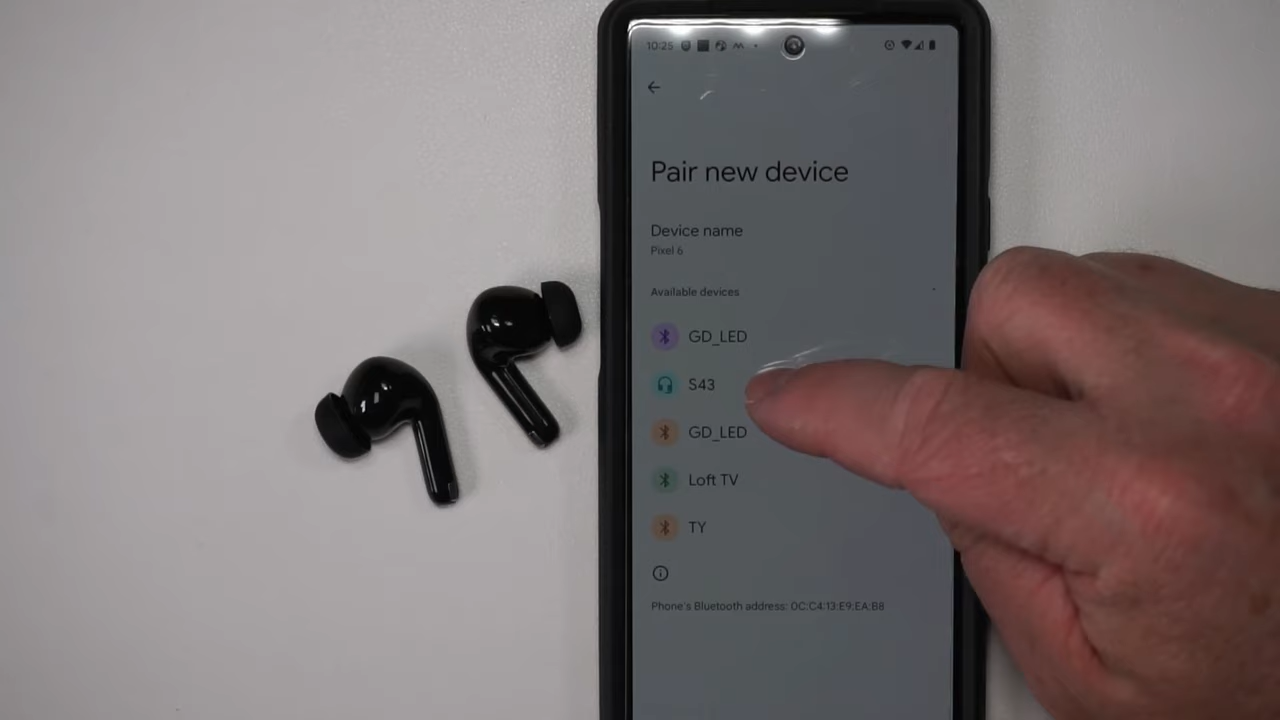 10:25
Pair new device
Device name
Pixel 6
Available devices
GD_LED
S43
GD_LED
Loft TV
TY
Phone's Bluetooth address: 0C:C4:13:E9:EA:B8